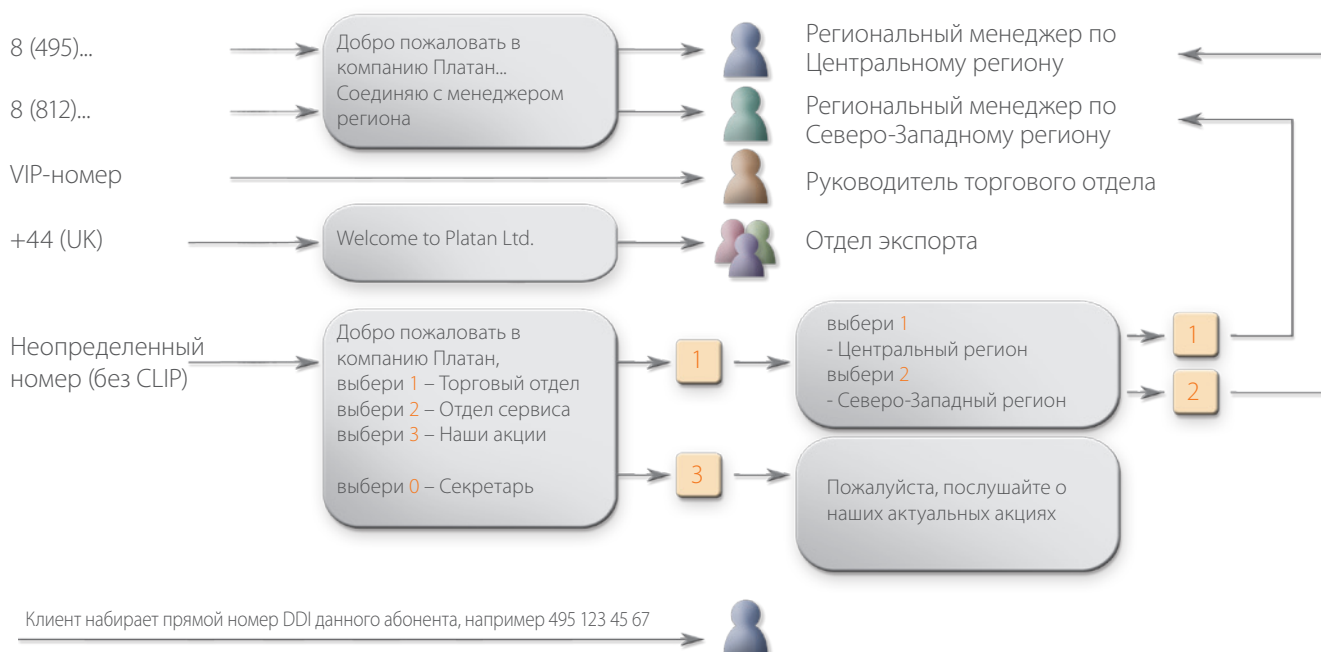 8 (495)...
Добро пожаловать в
компанию Платан...
Соединяю с менеджером
региона
Региональный менеджер по
Центральному региону
8 (812)...
Региональный менеджер по
Северо-Западному региону
VIP-номер
Руководитель торгового отдела
+44 (UK)
Welcome to Platan Ltd.
Отдел экспорта
Неопределенный
номер (без CLIP)
Добро пожаловать в
компанию Платан,
выбери 1 – Торговый отдел
выбери 2 – Отдел сервиса
выбери 3 – Наши акции
выбери 0 – Секретарь
1
выбери 1
- Центральный регион
выбери 2
- Северо-Западный регион
1
2
3
Пожалуйста, послушайте о
наших актуальных акциях
Клиент набирает прямой номер DDI данного абонента, например 495 123 45 67